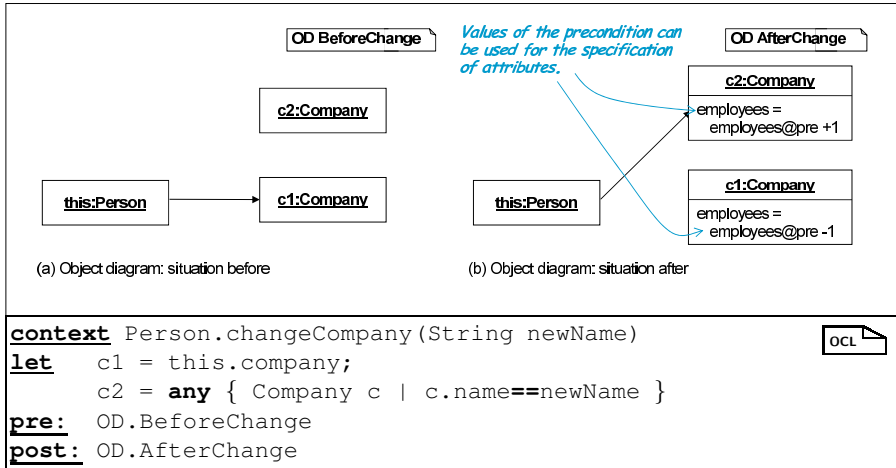 OD BeforeChange
c2:Company
this:Person
c1:Company
(a) Object diagram: situation before
Values of the precondition can
be used for the specification
of attributes.
OD AfterChange
c2:Company
employees =
employees@pre +1
this:Person
c1:Company
employees =
employees@pre -1
(b) Object diagram: situation after
context Person.changeCompany(String newName)
OCL
let c1 = this.company;
c2 = any { Company c | c.name==newName }
pre: OD.BeforeChange
post: OD.AfterChange